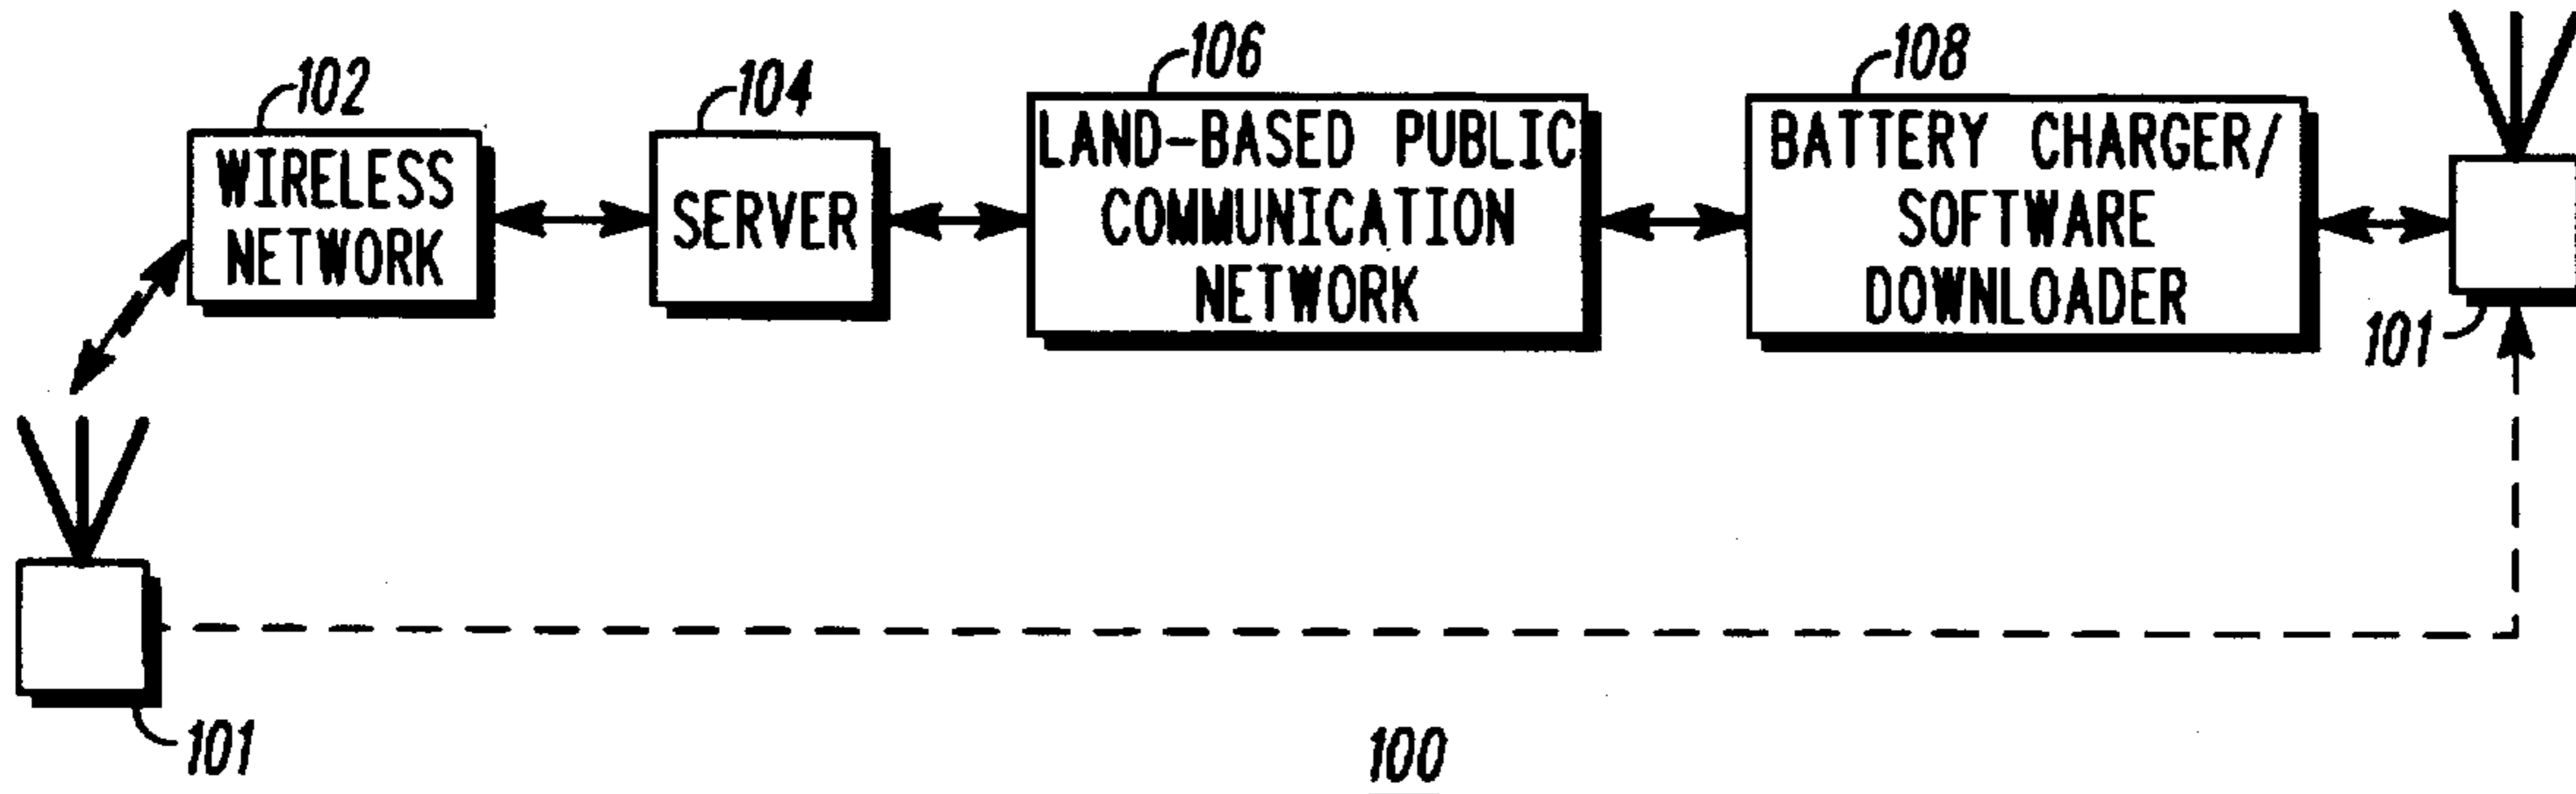 102
WIRELESS
NETWORK
104
SERVER
106
LAND-BASED PUBLIC
COMMUNICATION
NETWORK
108
BATTERY CHARGER/
SOFTWARE
DOWNLOADER
101
101
100